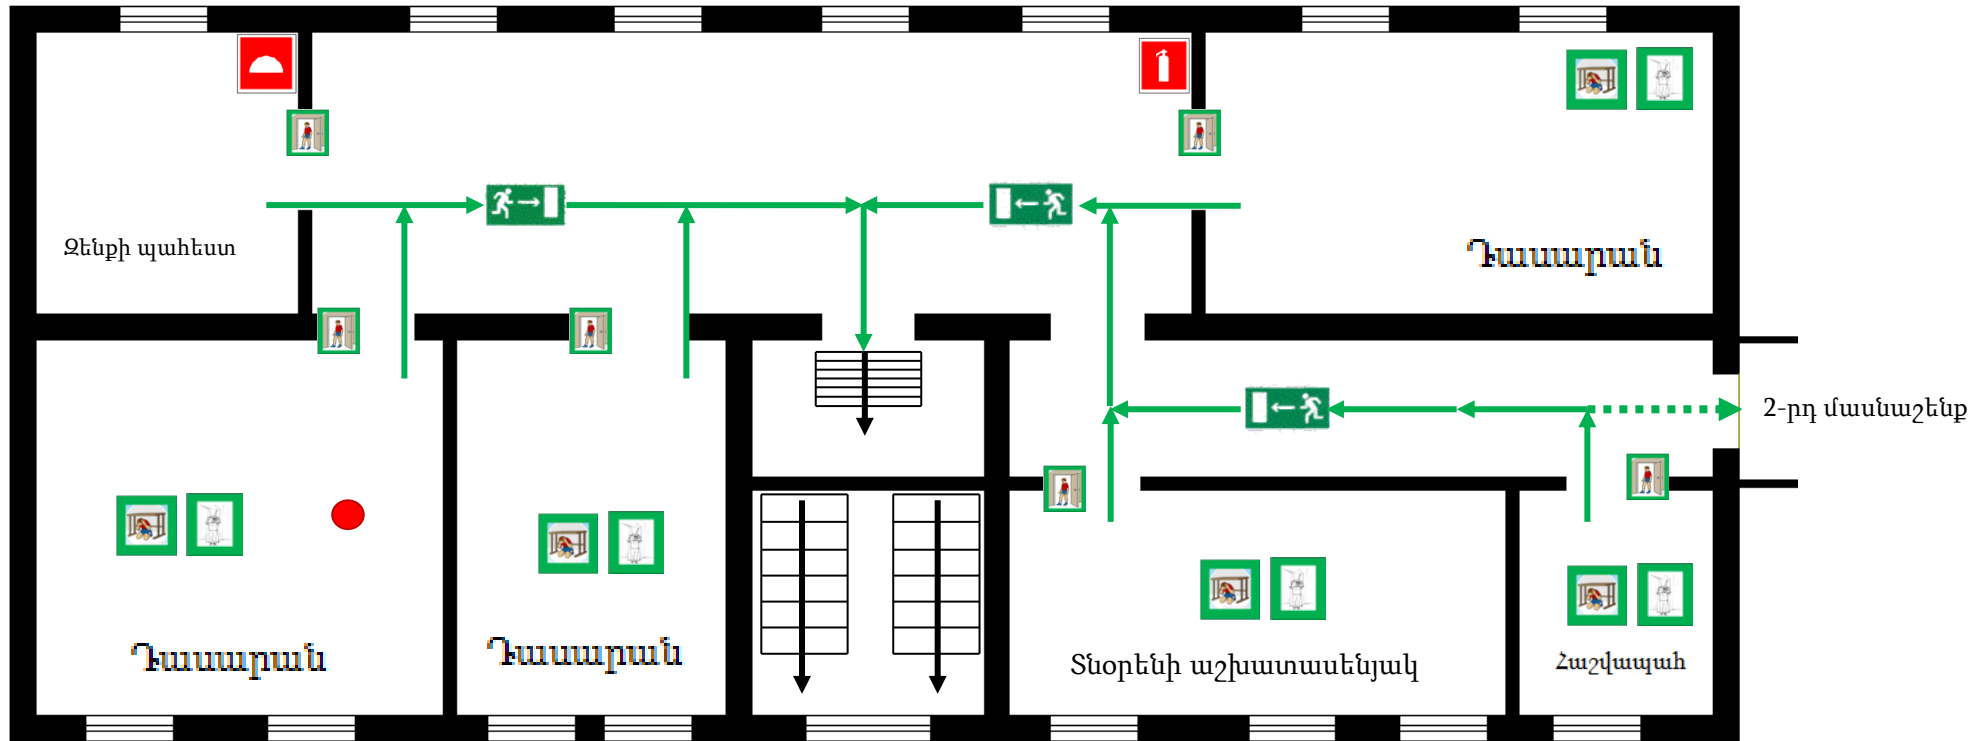 Զենքի պահեստ
Դասարան
2-րդ մասնաշենք
Դասարան
Դասարան
Տնօրենի աշխատասենյակ
Հաշվապահ